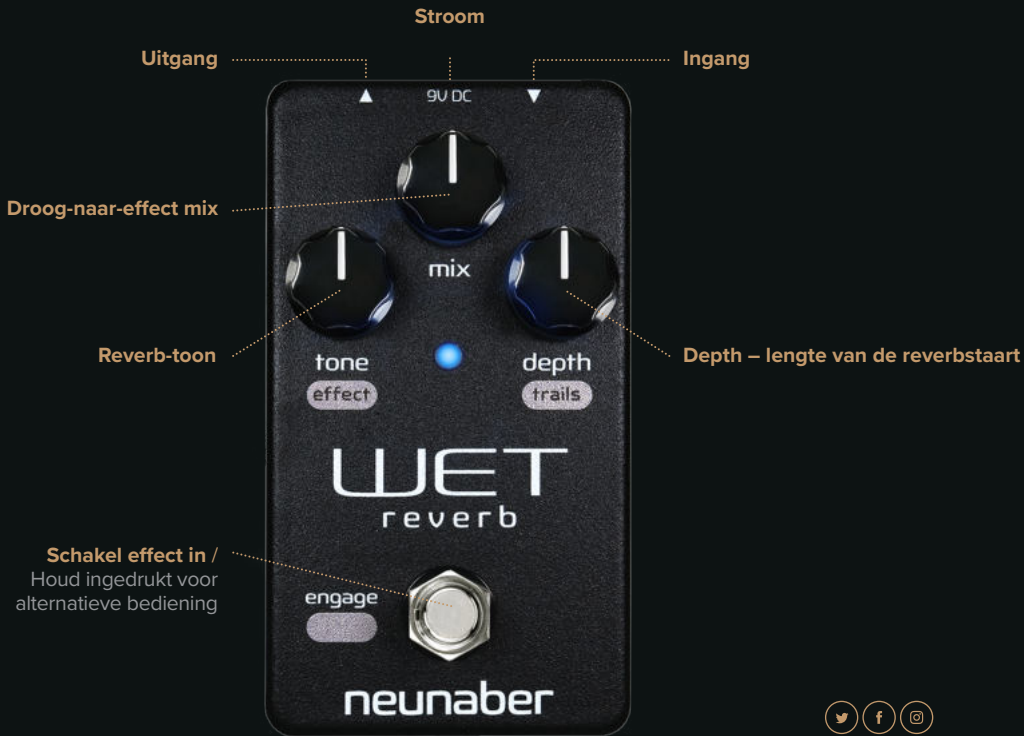 Stroom
Uitgang
Ingang
9V DC
Droog-naar-effect mix
mix
Reverb-toon
tone
depth
Depth – lengte van de reverbstaart
effect
trails
WET
reverb
Schakel effect in /
Houd ingedrukt voor
alternatieve bediening
engage
neunaber